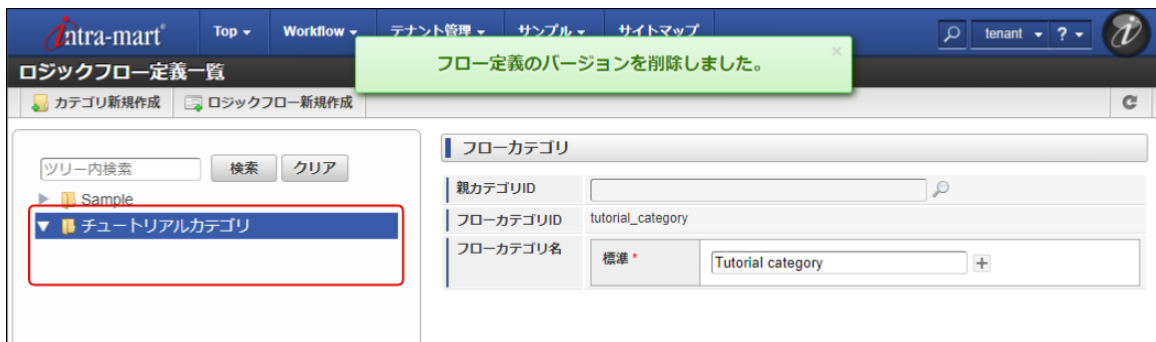 intra-mart® Top Workflow テナント管理 サンプル サイトマップ tenant ?
フロー定義のバージョンを削除しました。 ×
ロジックフロー定義一覧
カテゴリ新規作成 ロジックフロー新規作成
ツリー内検索 検索 クリア
Sample
チュートリアルカテゴリ
フローカテゴリ
親カテゴリID
フローカテゴリID tutorial_category
フローカテゴリ名 標準 * Tutorial category